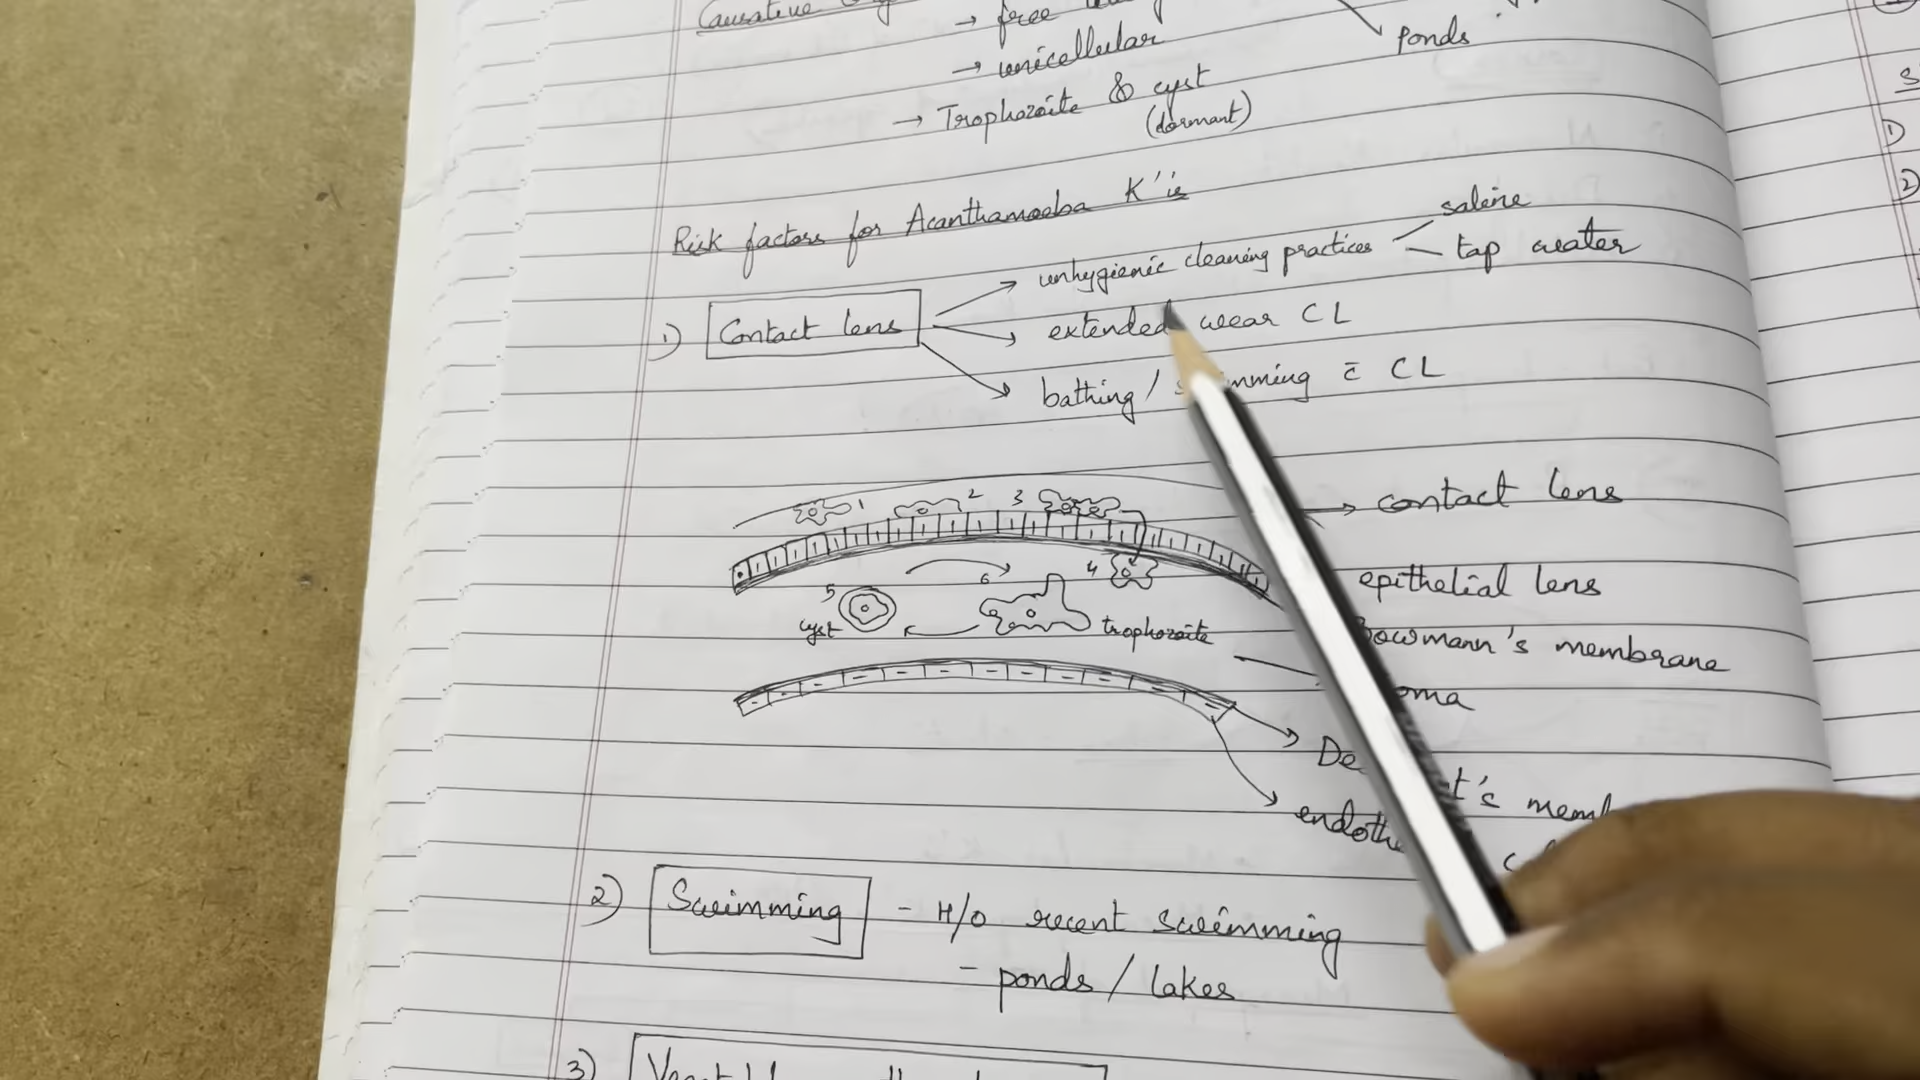 Causative
→ free
ponds
→ unicellular
→ Trophozoite & cyst
(dormant)
Risk factors for Acanthamoeba K'is
unhygienic cleaning practices
saline
tap water
1) Contact lens
extended wear CL
bathing / swimming c̄ CL
1 2 3
→ contact lens
4
epithelial lens
5 6
cyst trophozoite
Bowmann's membrane
endothe
2) Swimming - H/O recent swimming
- ponds / lakes
3)
1)
2)